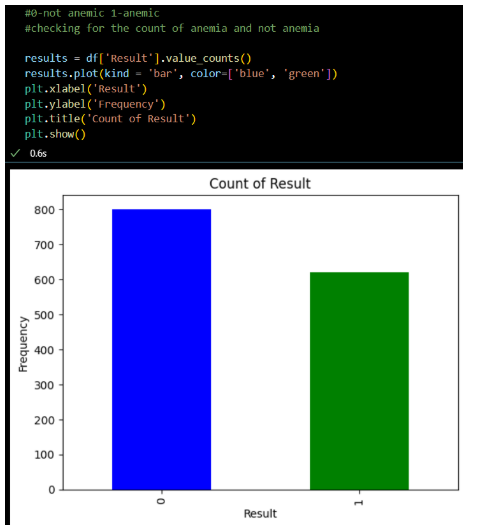 #0-not anemic 1-anemic
#checking for the count of anemia and not anemia
results = df['Result'].value_counts()
results.plot(kind = 'bar', color=['blue', 'green'])
plt.xlabel('Result')
plt.ylabel('Frequency')
plt.title('Count of Result')
plt.show()
✓ 0.6s
Count of Result
800
700
600
500
400
300
200
100
0
Frequency
0
1
Result